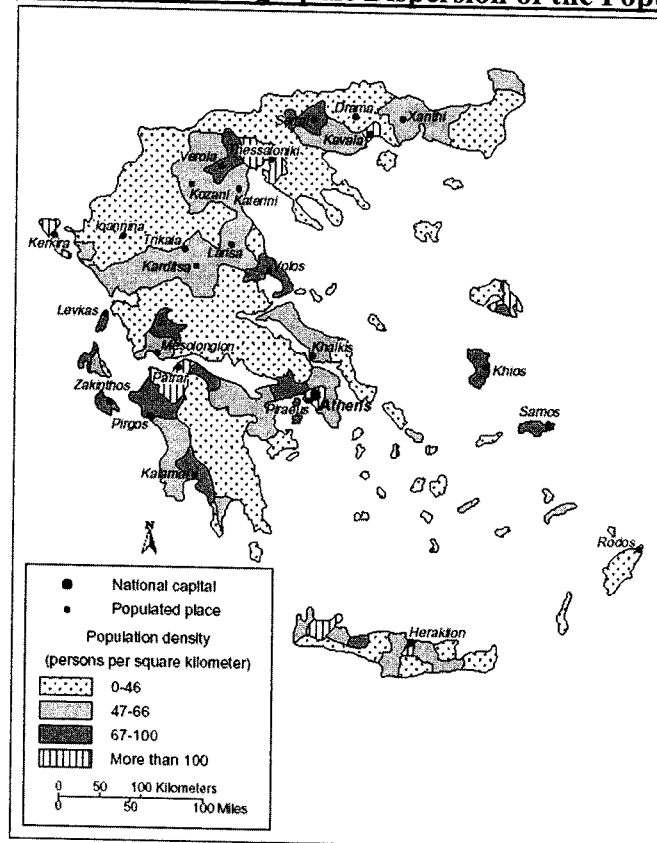 Dispersion of the Popu
Drama
Xanthi
Kavala
Thessaloniki
Veroia
Kozani
Katerini
Ioannina
Kerkira
Trikala
Larisa
Karditsa
Volos
Levkas
Mesolongion
Khalkis
Khios
Patrai
Zakinthos
Piraeus
Athens
Pirgos
Samos
Kalamai
N
Rodos
Heraklion
National capital
Populated place
Population density
(persons per square kilometer)
0-46
47-66
67-100
More than 100
0 50 100 Kilometers
0 50 100 Miles